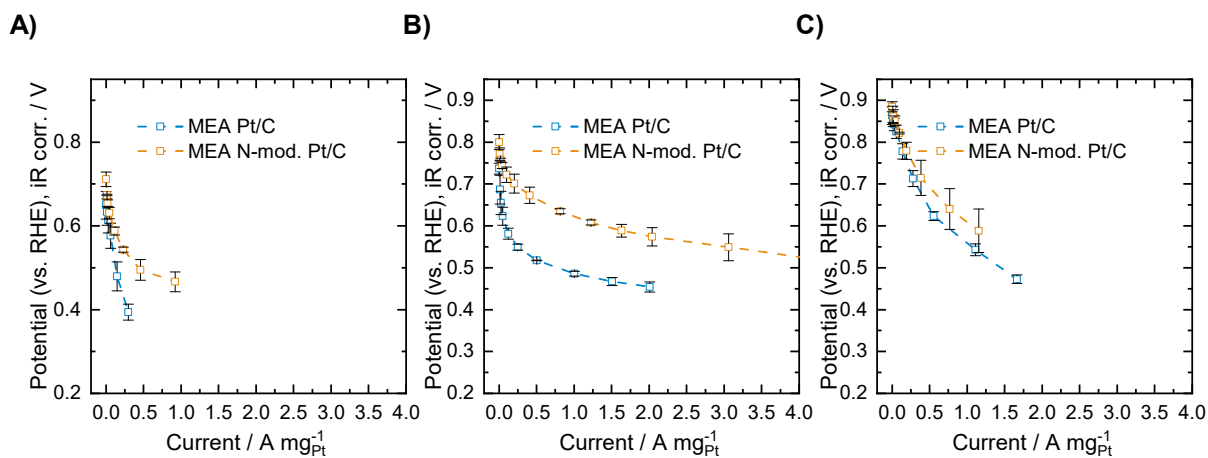 A)
B)
C)
Potential (vs. RHE), iR corr. / V
0.8
0.6
0.4
0.2
MEA Pt/C
MEA N-mod. Pt/C
0.0 0.5 1.0 1.5 2.0 2.5 3.0 3.5 4.0
Current / A mg⁻¹Pt
Potential (vs. RHE), iR corr. / V
0.9
0.8
0.7
0.6
0.5
0.4
0.3
0.2
MEA Pt/C
MEA N-mod. Pt/C
0.0 0.5 1.0 1.5 2.0 2.5 3.0 3.5 4.0
Current / A mg⁻¹Pt
Potential (vs. RHE), iR corr. / V
0.9
0.8
0.7
0.6
0.5
0.4
0.3
0.2
MEA Pt/C
MEA N-mod. Pt/C
0.0 0.5 1.0 1.5 2.0 2.5 3.0 3.5 4.0
Current / A mg⁻¹Pt